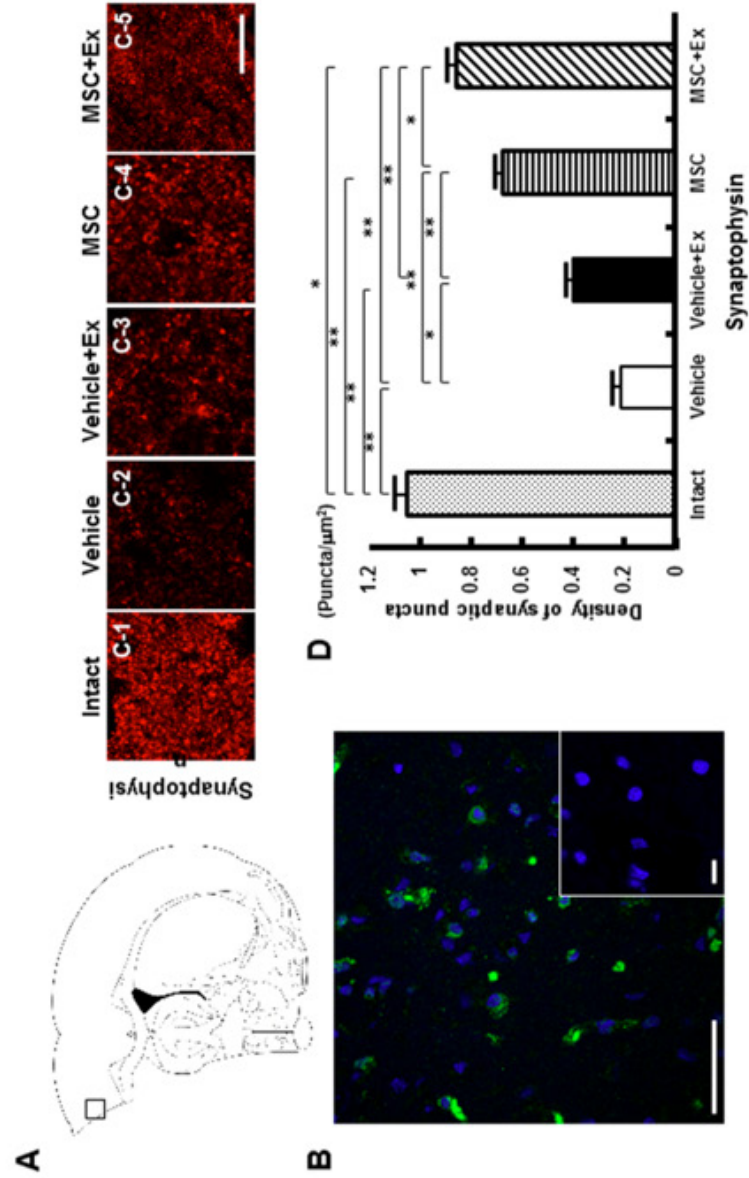 A
Intact
Vehicle
Vehicle+Ex
MSC
MSC+Ex
Synaptophysi
n
C-1
C-2
C-3
C-4
C-5
B
D
(Puncta/μm²)
Density of synaptic puncta
1.2
1
0.8
0.6
0.4
0.2
0
*
**
**
**
**
**
**
*
**
*
Intact
Vehicle
Vehicle+Ex
MSC
MSC+Ex
Synaptophysin